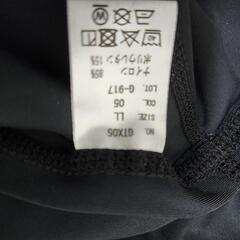 NO. GTX05
SIZE. LL
COL. 05
LOT. G-917
ナイロン 85%
ポリウレタン 15%